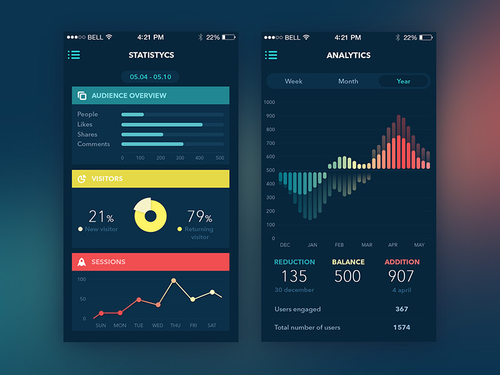 ●●●○○ BELL 4:21 PM 22%
STATISTYCS
05.04 - 05.10
AUDIENCE OVERVIEW
People
Likes
Shares
Comments
0 100 200 300 400 500
VISITORS
21% 79%
New visitor Returning
visitor
SESSIONS
100
50
0
SUN MON TUE WED THU FRI SAT
●●●○○ BELL 4:21 PM 22%
ANALYTICS
Week Month Year
1000
900
800
700
600
500
400
300
200
100
0
DEC JAN FEB MAR APR MAY
REDUCTION BALANCE ADDITION
135 500 907
30 december 4 april
Users engaged 367
Total number of users 1574